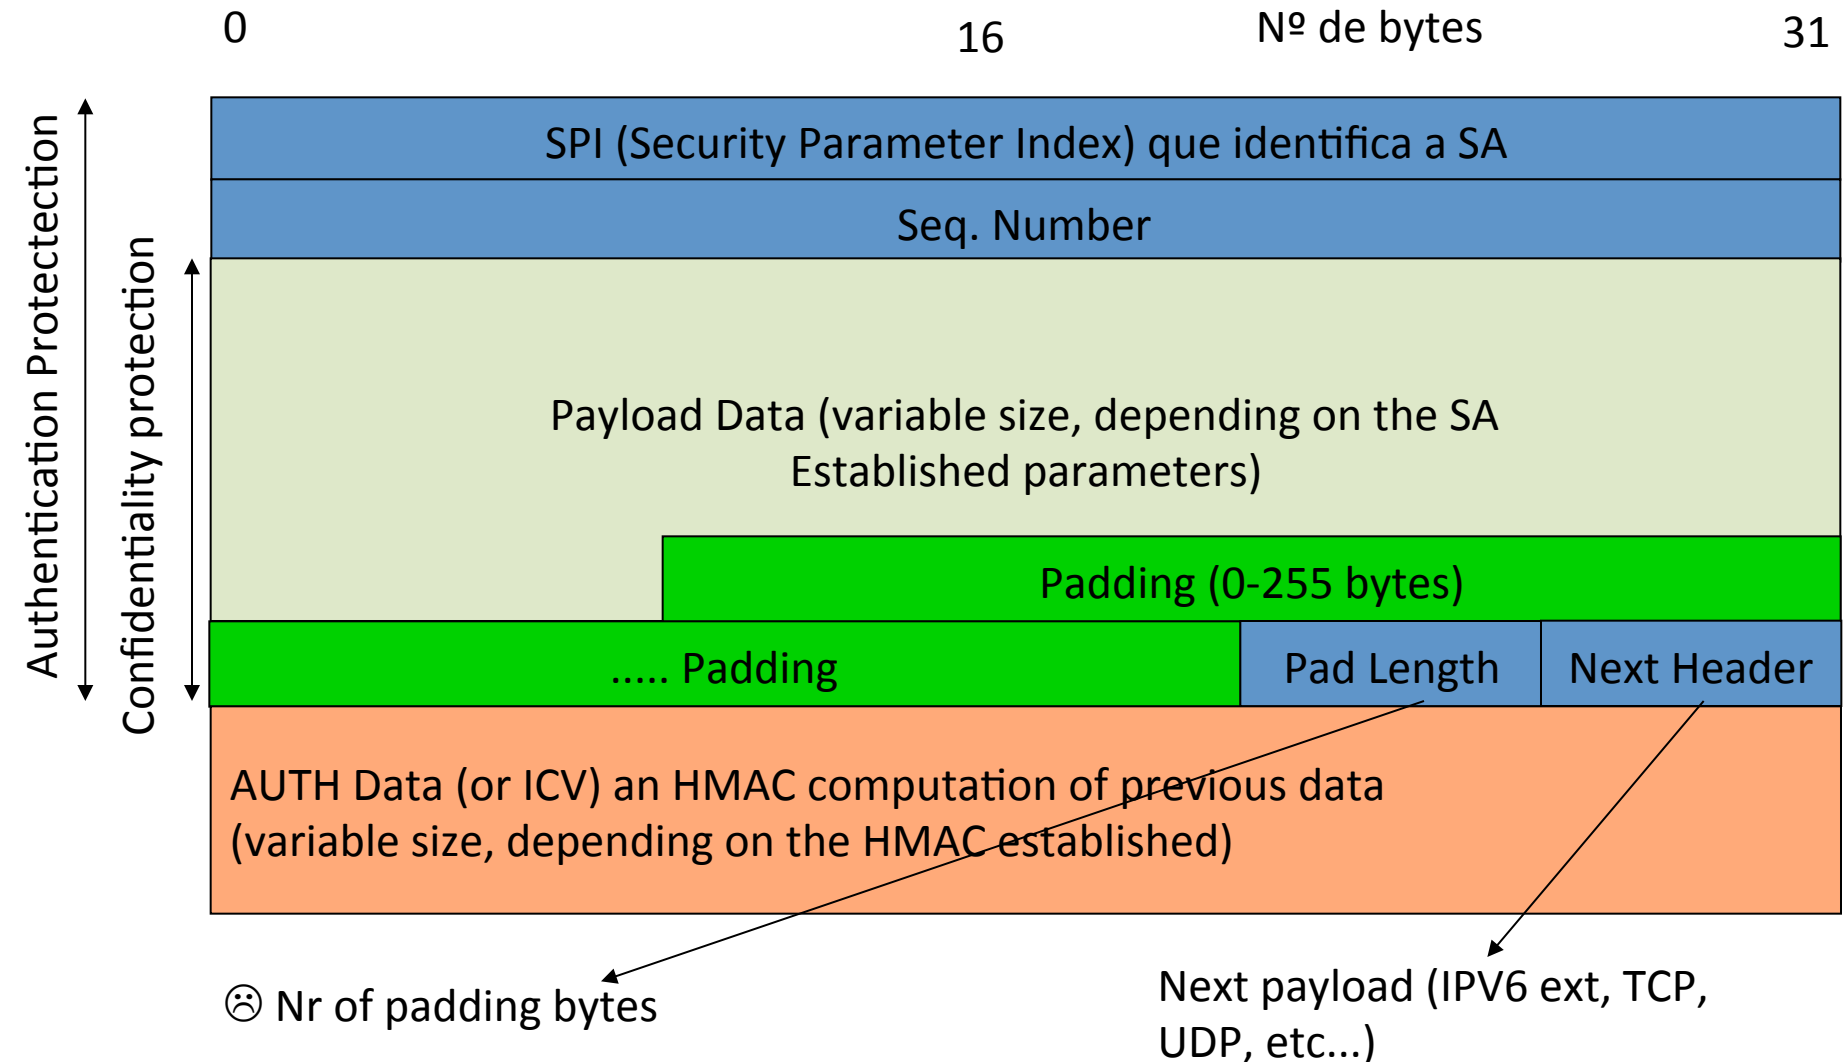 0 16 Nº de bytes 31
Authentication Protectection
Confidentiality protection
SPI (Security Parameter Index) que identifica a SA
Seq. Number
Payload Data (variable size, depending on the SA
Established parameters)
Padding (0-255 bytes)
..... Padding
Pad Length
Next Header
AUTH Data (or ICV) an HMAC computation of previous data
(variable size, depending on the HMAC established)
☹ Nr of padding bytes
Next payload (IPV6 ext, TCP,
UDP, etc...)